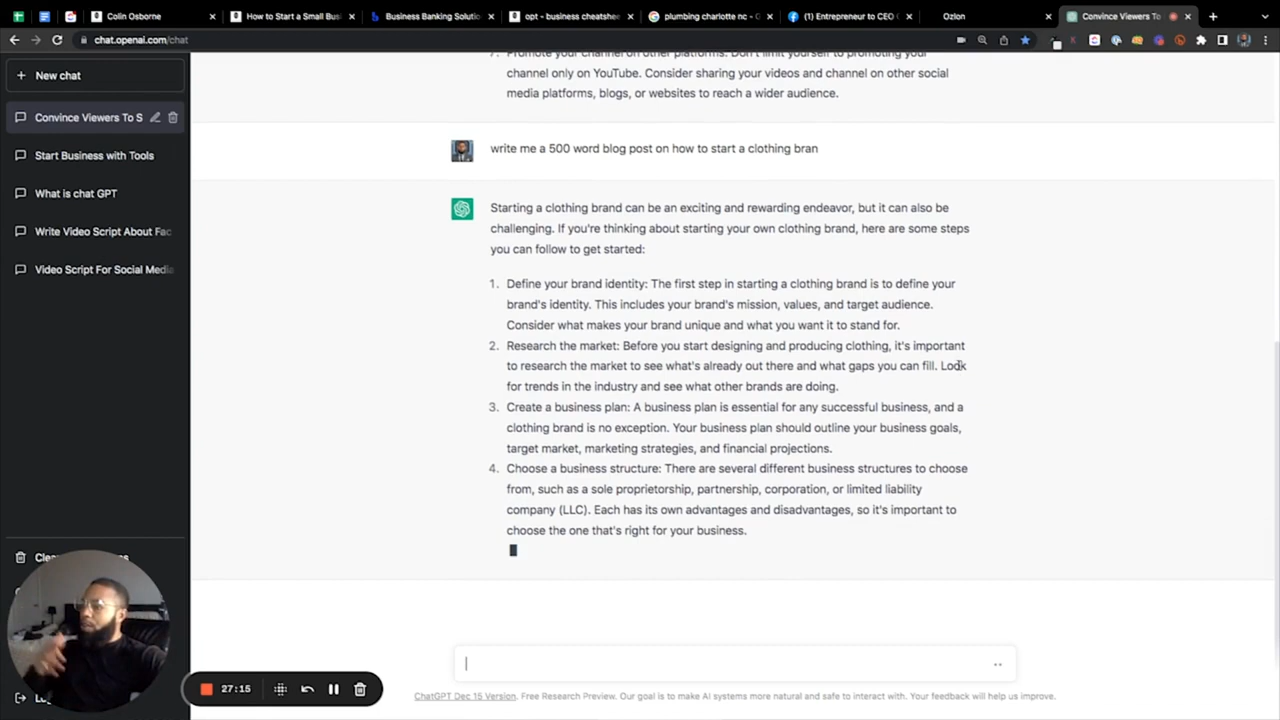 Colin Osborne
How to Start a Small Busi
Business Banking Solutio
opt - business cheatshee
plumbing charlotte nc - G
(1) Entrepreneur to CEO
Ozlon
Convince Viewers To
chat.openai.com/chat
New chat
Convince Viewers To S
Start Business with Tools
What is chat GPT
Write Video Script About Fac
Video Script For Social Media
Promote your channel on other platforms. Don't limit yourself to promoting your
channel only on YouTube. Consider sharing your videos and channel on other social
media platforms, blogs, or websites to reach a wider audience.
write me a 500 word blog post on how to start a clothing bran
Starting a clothing brand can be an exciting and rewarding endeavor, but it can also be
challenging. If you're thinking about starting your own clothing brand, here are some steps
you can follow to get started:
1. Define your brand identity: The first step in starting a clothing brand is to define your
brand's identity. This includes your brand's mission, values, and target audience.
Consider what makes your brand unique and what you want it to stand for.
2. Research the market: Before you start designing and producing clothing, it's important
to research the market to see what's already out there and what gaps you can fill. Look
for trends in the industry and see what other brands are doing.
3. Create a business plan: A business plan is essential for any successful business, and a
clothing brand is no exception. Your business plan should outline your business goals,
target market, marketing strategies, and financial projections.
4. Choose a business structure: There are several different business structures to choose
from, such as a sole proprietorship, partnership, corporation, or limited liability
company (LLC). Each has its own advantages and disadvantages, so it's important to
choose the one that's right for your business.
27:15
ChatGPT Dec 15 Version. Free Research Preview. Our goal is to make AI systems more natural and safe to interact with. Your feedback will help us improve.